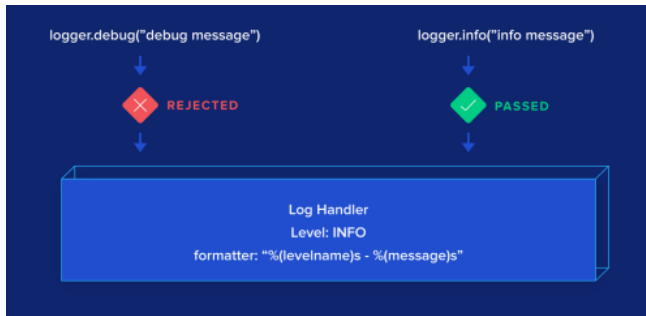 logger.debug("debug message")
logger.info("info message")
REJECTED
PASSED
Log Handler
Level: INFO
formatter: “%(levelname)s - %(message)s”